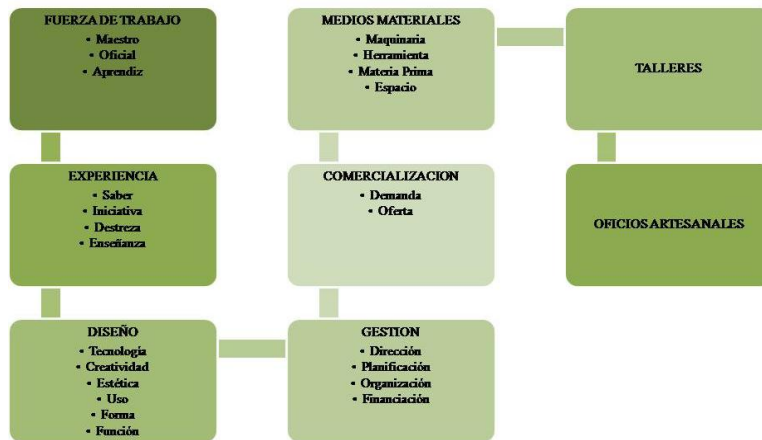 FUERZA DE TRABAJO
• Maestro
• Oficial
• Aprendiz
EXPERIENCIA
• Saber
• Iniciativa
• Destreza
• Enseñanza
DISEÑO
• Tecnología
• Creatividad
• Estética
• Uso
• Forma
• Función
GESTION
• Dirección
• Planificación
• Organización
• Financiación
COMERCIALIZACION
• Demanda
• Oferta
MEDIOS MATERIALES
• Maquinaria
• Herramienta
• Materia Prima
• Espacio
TALLERES
OFICIOS ARTESANALES